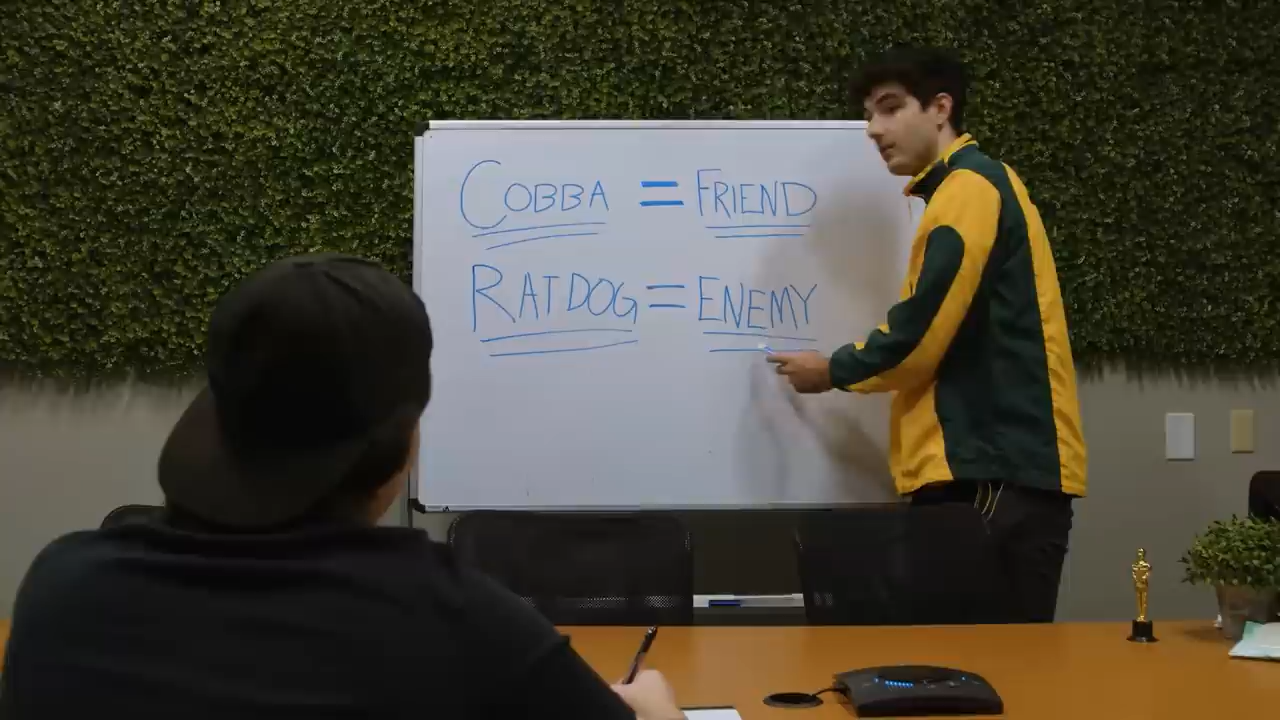 COBBA = FRIEND
RATDOG = ENEMY